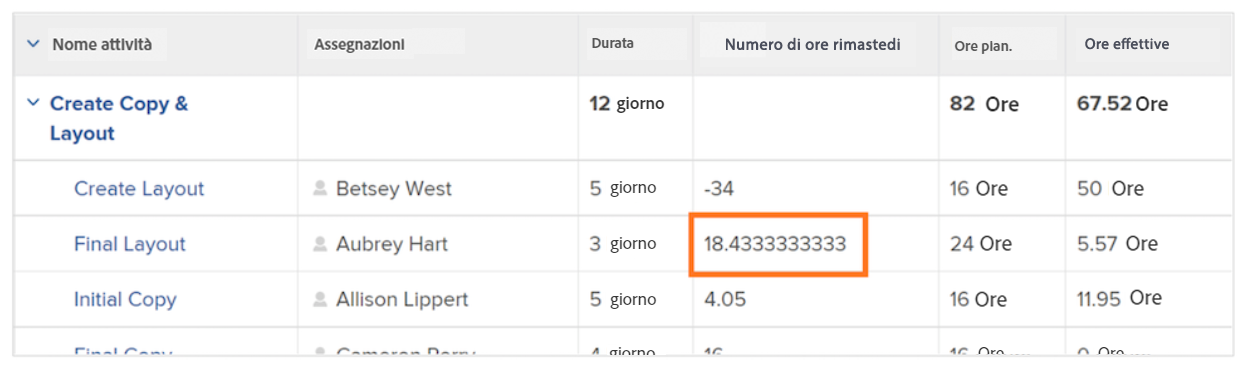 Nome attività Assegnazioni Durata Numero di ore rimastedi Ore pian. Ore effettive
Create Copy & 12 giorno 82 Ore 67.52 Ore
Layout
Create Layout Betsey West 5 giorno -34 16 Ore 50 Ore
Final Layout Aubrey Hart 3 giorno 18.4333333333 24 Ore 5.57 Ore
Initial Copy Allison Lippert 5 giorno 4.05 16 Ore 11.95 Ore
Final Copy Cameron Perry 4 giorno 16 16 Ore 0 Ore